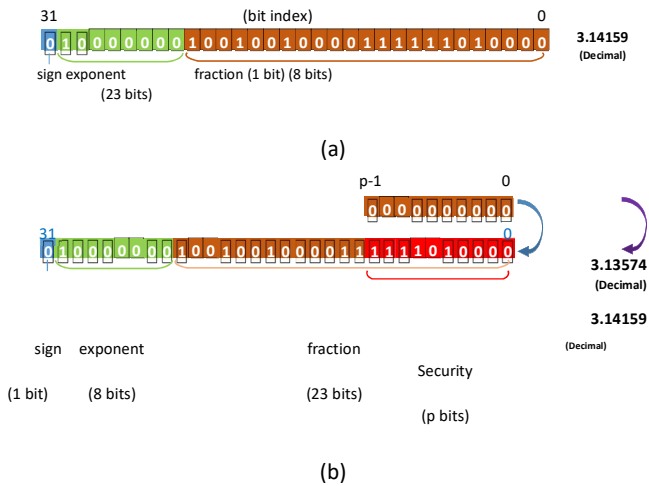 31 (bit index) 0
0 1 0 0 0 0 0 0 0 1 0 0 1 0 0 1 0 0 0 0 1 1 1 1 1 1 0 1 0 0 0 0 3.14159
(Decimal)
sign exponent fraction (1 bit) (8 bits)
(23 bits)
(a)
p-1 0
0 0 0 0 0 0 0 0 0 0
31 0
0 1 0 0 0 0 0 0 0 1 0 0 1 0 0 1 0 0 0 0 1 1 1 1 1 1 0 1 0 0 0 0
3.13574
(Decimal)
3.14159
(Decimal)
sign exponent fraction
Security
(1 bit) (8 bits) (23 bits)
(p bits)
(b)